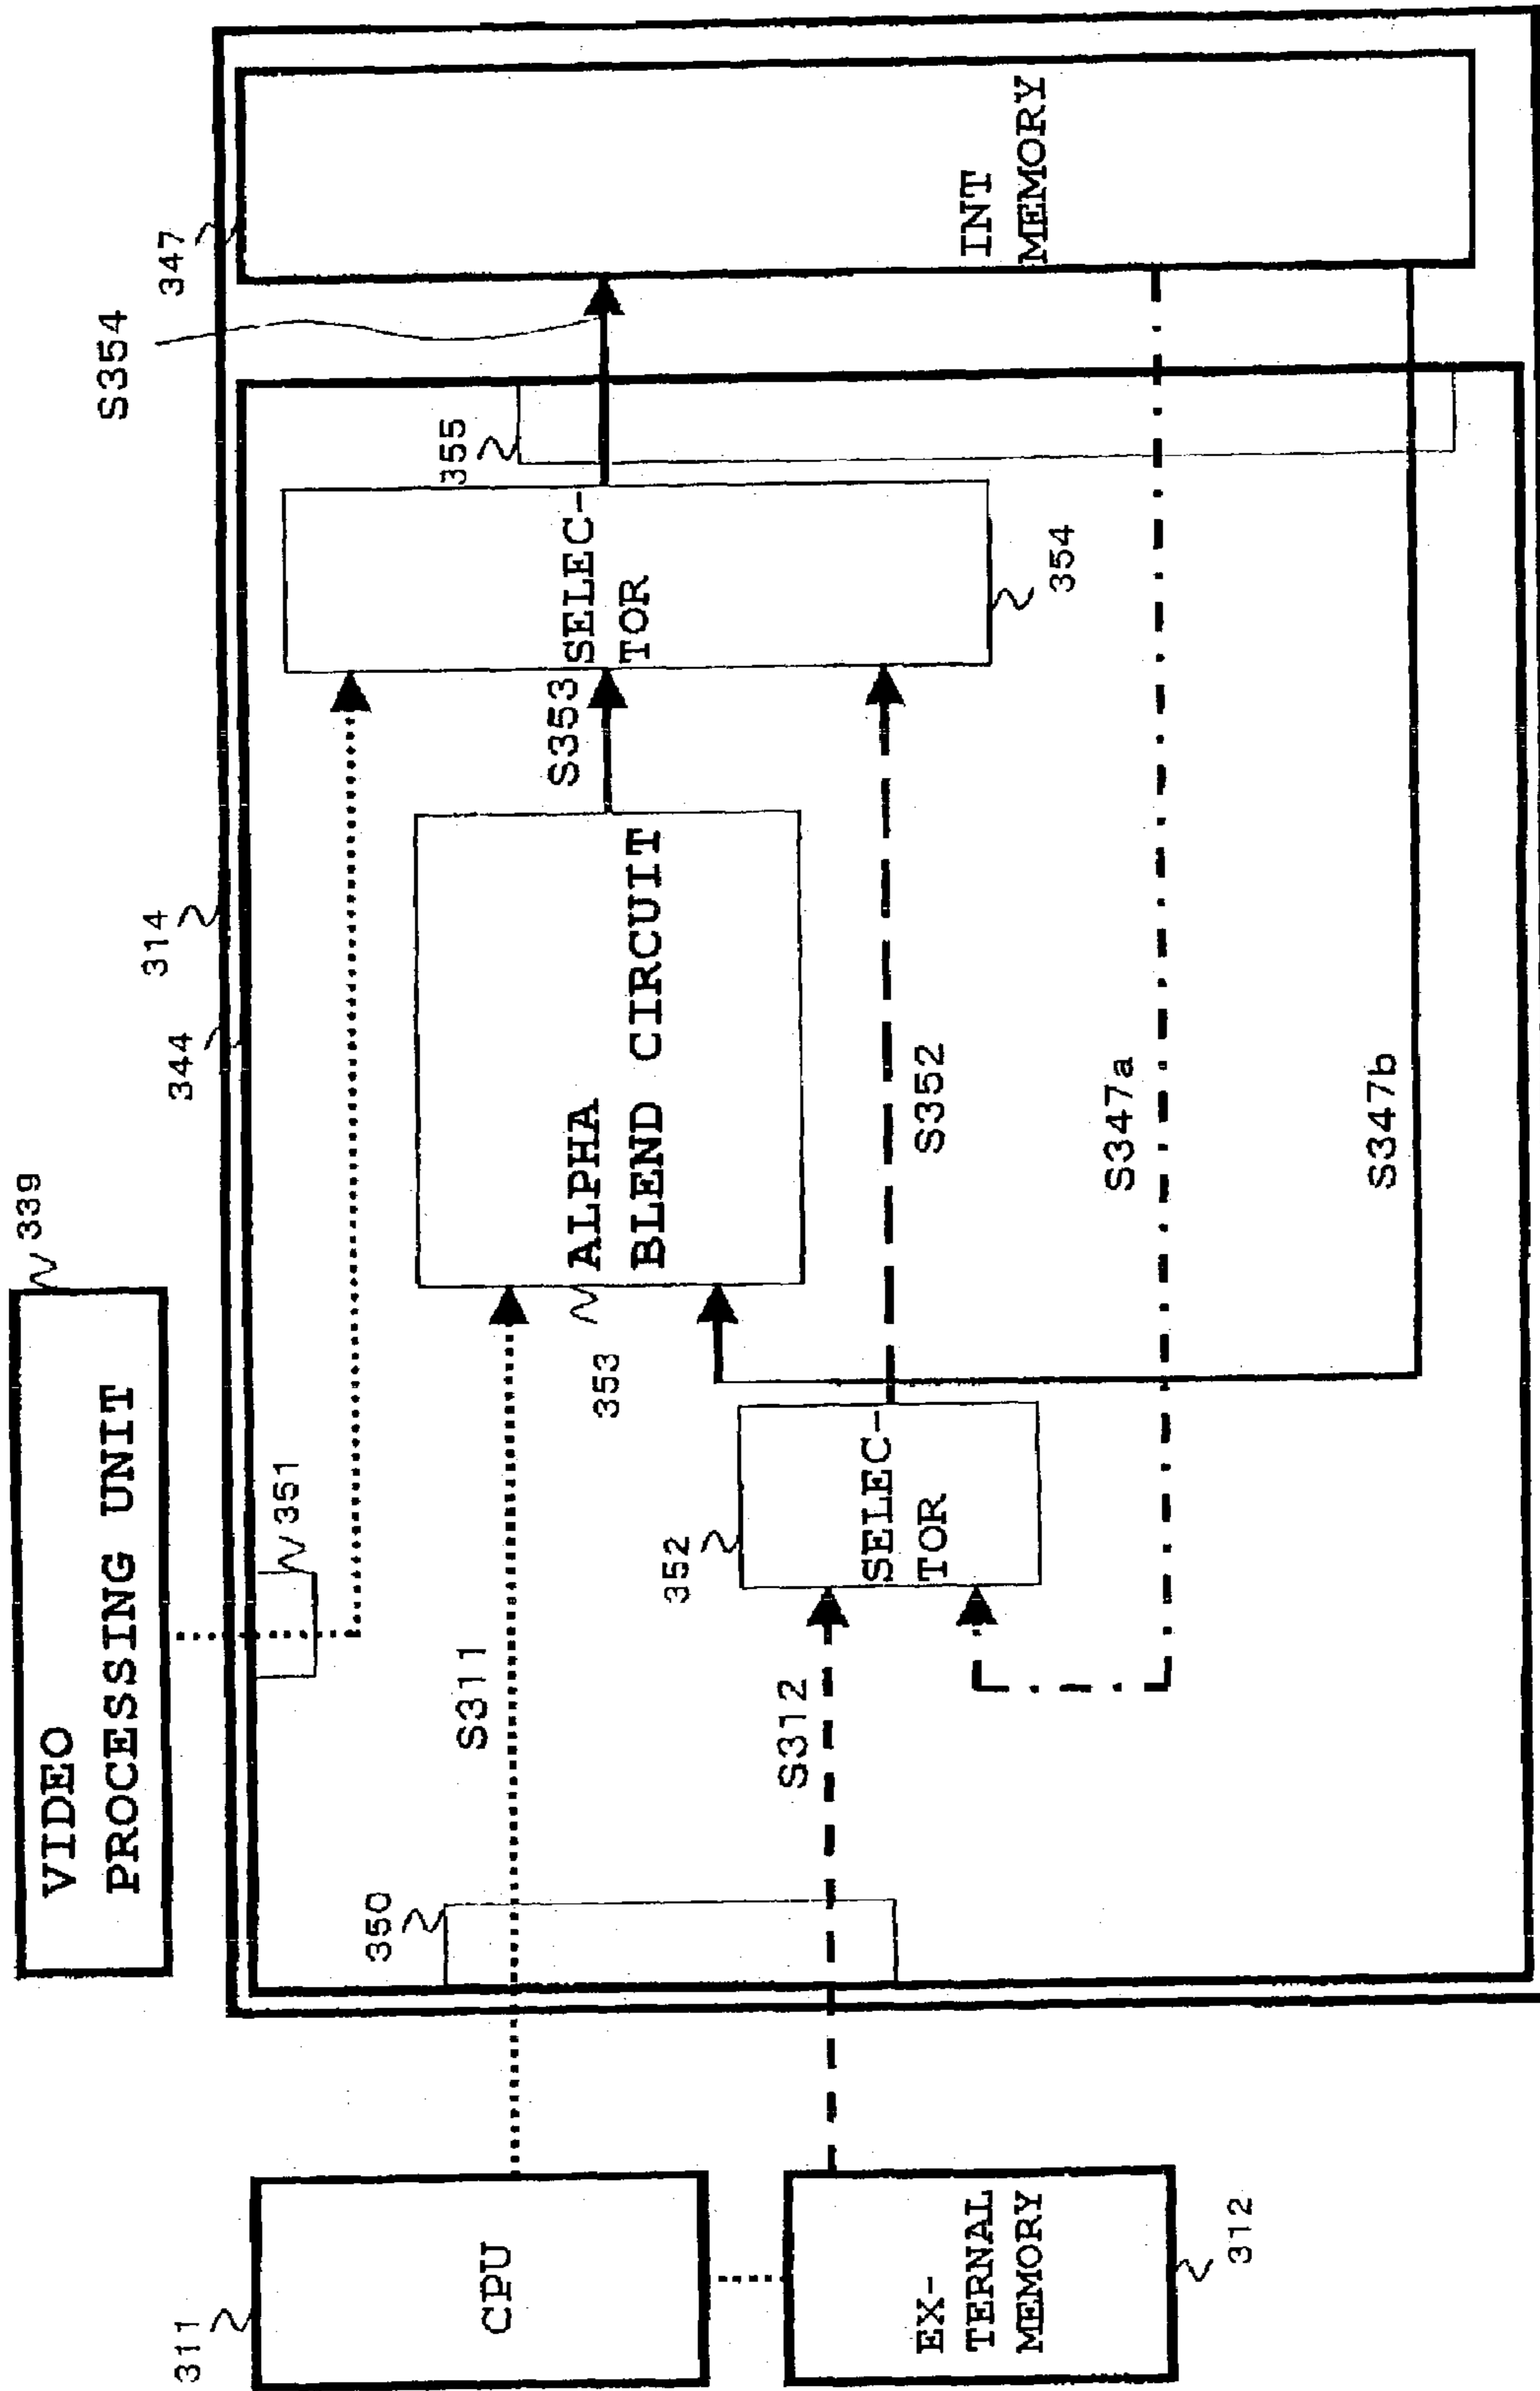 VIDEO
PROCESSING UNIT
339
311
CPU
EX-
TERNAL
MEMORY
312
350
351
S311
S312
352
SELEC-
TOR
353
ALPHA
BLEND CIRCUIT
344
314
S352
S347a
S347b
S353
SELEC-
TOR
354
355
S354
347
INT
MEMORY